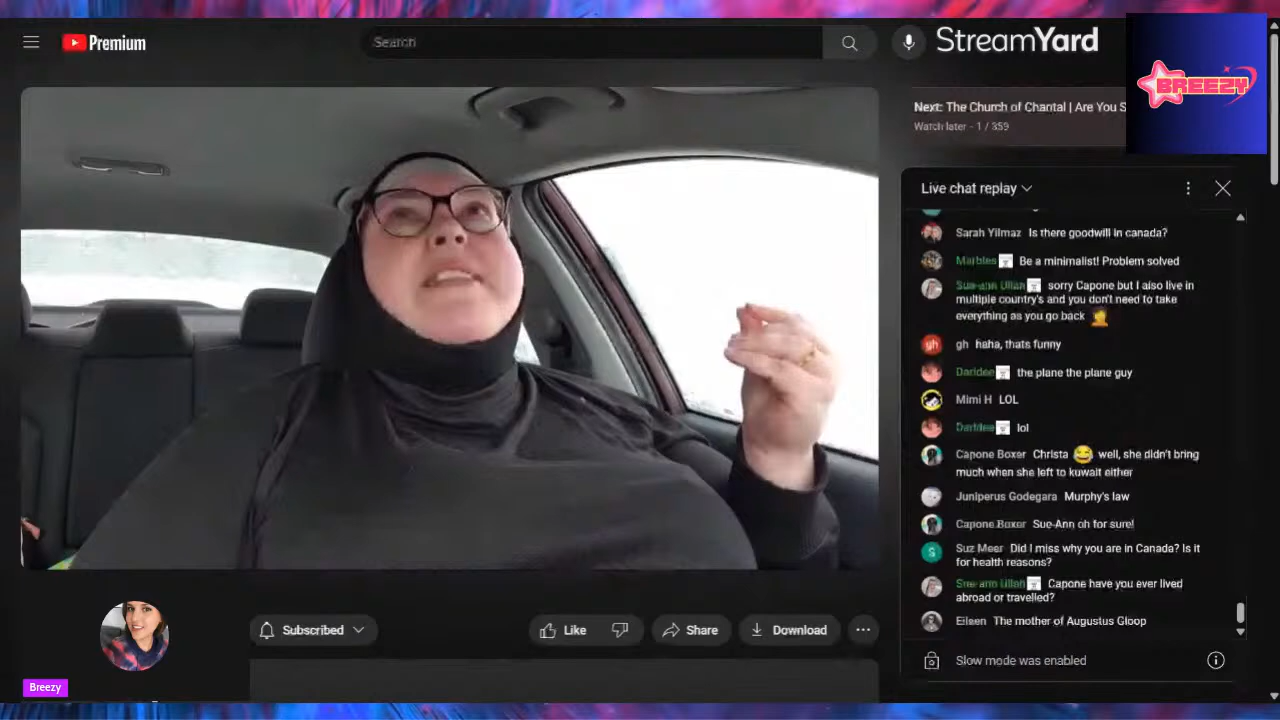 Premium
Search
StreamYard
BREEZY
Next: The Church of Chantal | Are You S
Watch later - 1 / 359
Live chat replay
Sarah Yilmaz Is there goodwill in canada?
Marbles Be a minimalist! Problem solved
Sue-ann Ullah sorry Capone but I also live in
multiple country's and you don't need to take
everything as you go back
gh gh haha, thats funny
Daridee the plane the plane guy
Mimi H LOL
Daridee lol
Capone Boxer Christa well, she didn't bring
much when she left to kuwait either
Juniperus Godegara Murphy's law
Capone Boxer Sue-Ann oh for sure!
S Suz Meer Did I miss why you are in Canada? Is it
for health reasons?
Sue-ann Ullah Capone have you ever lived
abroad or travelled?
Eileen The mother of Augustus Gloop
Slow mode was enabled
Subscribed
Like
Share
Download
Breezy